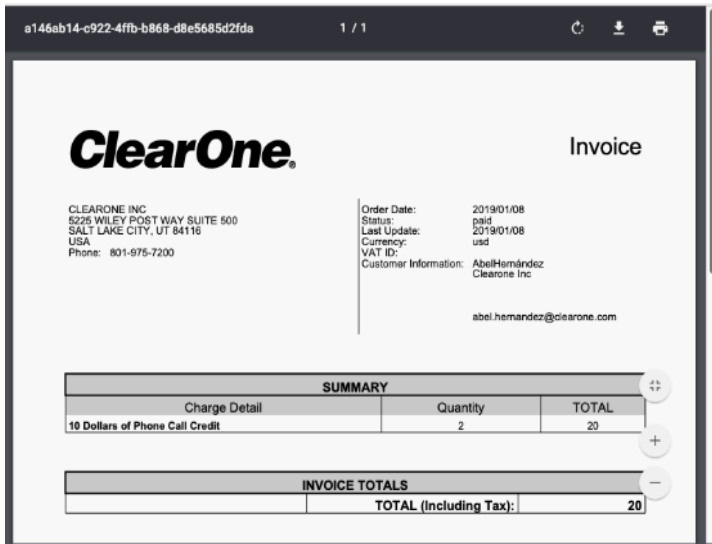 a146ab14-c922-4ffb-b868-d8e5685d2fda 1 / 1
ClearOne®
Invoice
CLEARONE INC
5225 WILEY POST WAY SUITE 500
SALT LAKE CITY, UT 84116
USA
Phone: 801-975-7200
Order Date: 2019/01/08
Status: paid
Last Update: 2019/01/08
Currency: usd
VAT ID:
Customer Information: AbelHernández
Clearone Inc
abel.hernandez@clearone.com
SUMMARY
Charge Detail Quantity TOTAL
10 Dollars of Phone Call Credit 2 20
INVOICE TOTALS
TOTAL (Including Tax): 20